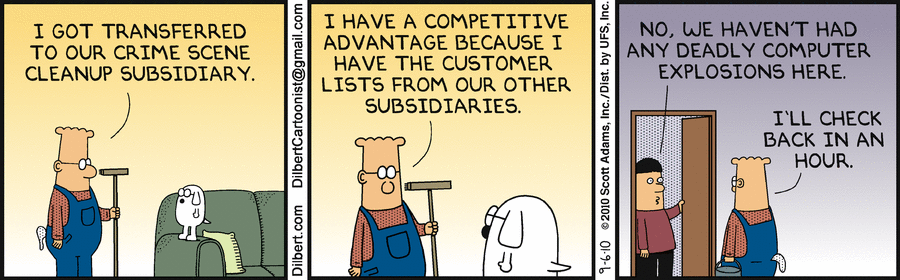 I GOT TRANSFERRED
TO OUR CRIME SCENE
CLEANUP SUBSIDIARY.
Dilbert.com DilbertCartoonist@gmail.com
I HAVE A COMPETITIVE
ADVANTAGE BECAUSE I
HAVE THE CUSTOMER
LISTS FROM OUR OTHER
SUBSIDIARIES.
9-6-10 ©2010 Scott Adams, Inc./Dist. by UFS, Inc.
NO, WE HAVEN'T HAD
ANY DEADLY COMPUTER
EXPLOSIONS HERE.
I'LL CHECK
BACK IN AN
HOUR.